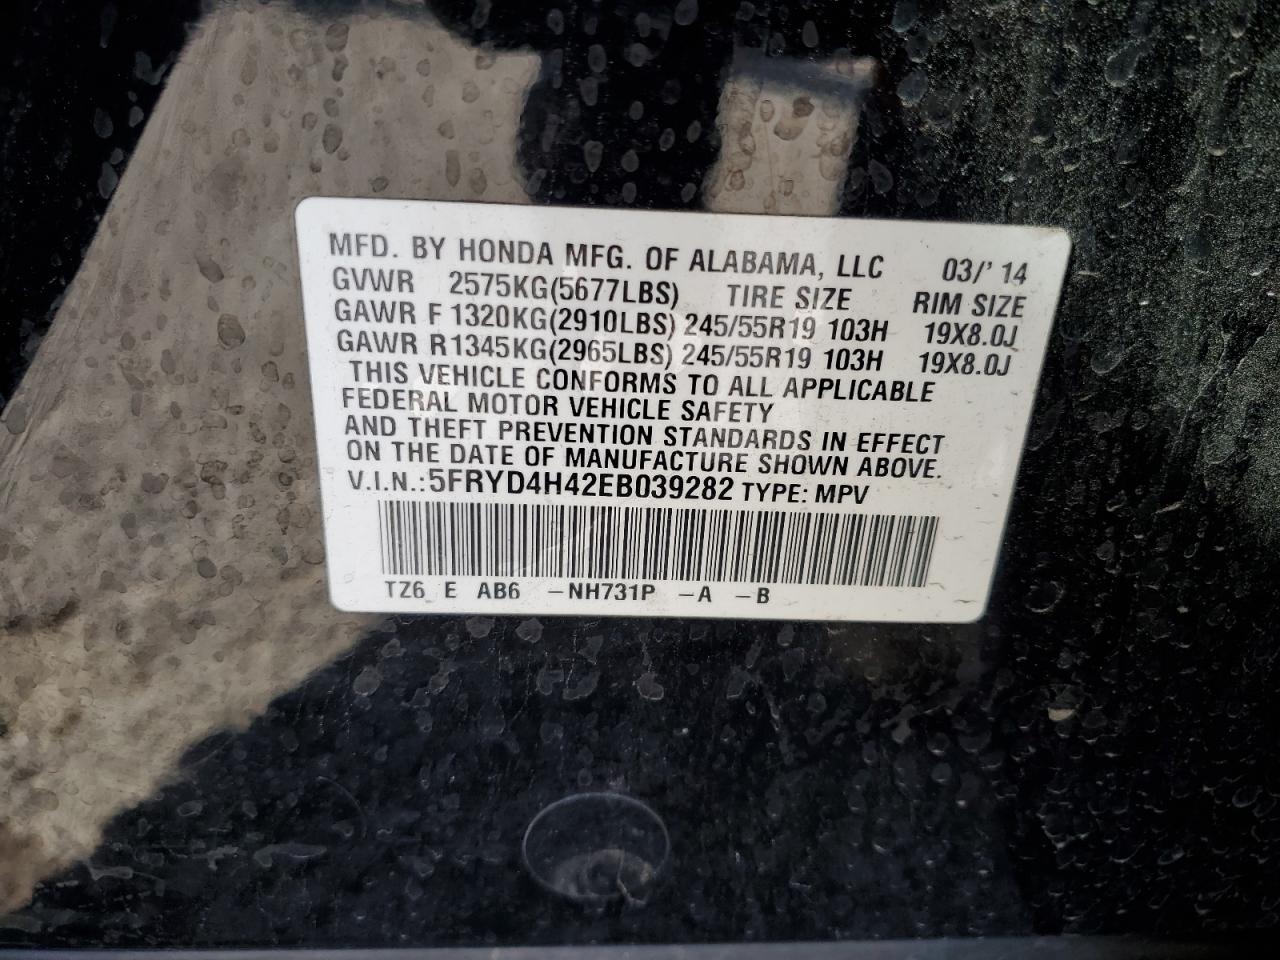 MFD. BY HONDA MFG. OF ALABAMA, LLC 03/' 14
GVWR 2575KG(5677LBS) TIRE SIZE RIM SIZE
GAWR F 1320KG(2910LBS) 245/55R19 103H 19X8.0J
GAWR R1345KG(2965LBS) 245/55R19 103H 19X8.0J
THIS VEHICLE CONFORMS TO ALL APPLICABLE
FEDERAL MOTOR VEHICLE SAFETY
AND THEFT PREVENTION STANDARDS IN EFFECT
ON THE DATE OF MANUFACTURE SHOWN ABOVE.
V.I.N.:5FRYD4H42EB039282 TYPE: MPV
TZ6_E AB6 -NH731P -A -B